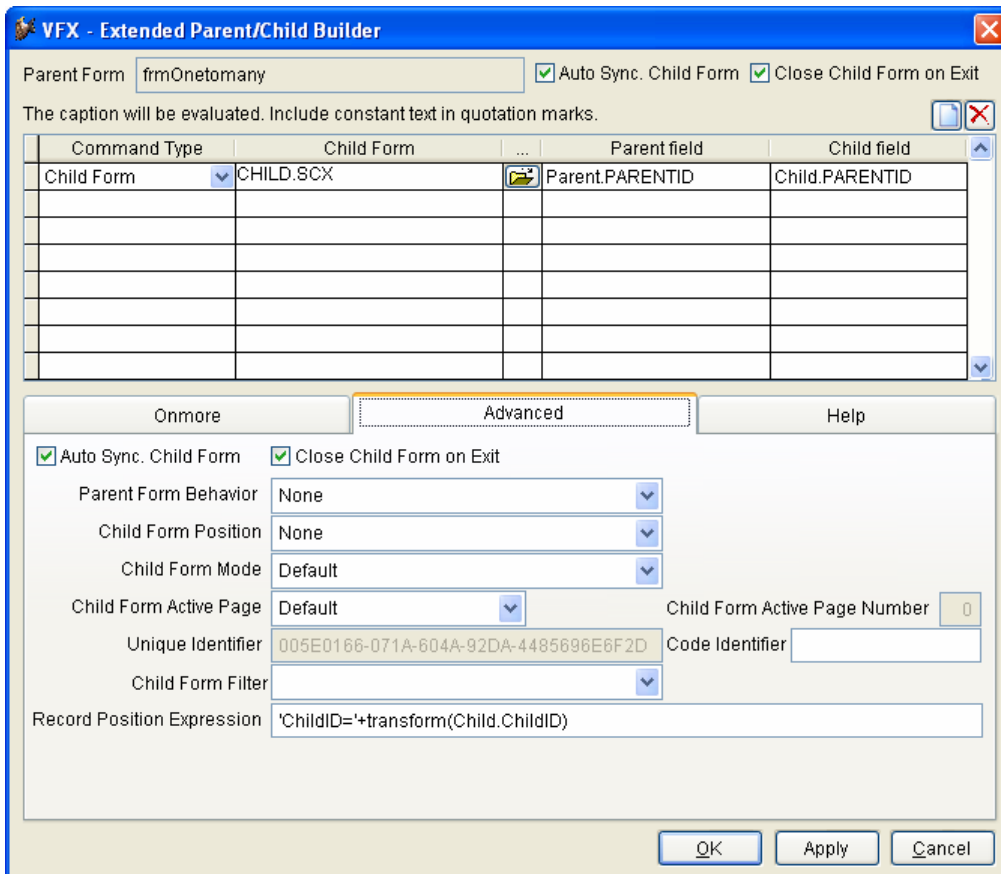 VFX - Extended Parent/Child Builder
Parent Form frmOnetomany Auto Sync. Child Form Close Child Form on Exit
The caption will be evaluated. Include constant text in quotation marks.
Command Type Child Form ... Parent field Child field
Child Form CHILD.SCX Parent.PARENTID Child.PARENTID
Onmore Advanced Help
Auto Sync. Child Form Close Child Form on Exit
Parent Form Behavior None
Child Form Position None
Child Form Mode Default
Child Form Active Page Default Child Form Active Page Number 0
Unique Identifier 005E0166-071A-604A-92DA-4485696E6F2D Code Identifier
Child Form Filter
Record Position Expression 'ChildID='+transform(Child.ChildID)
OK Apply Cancel